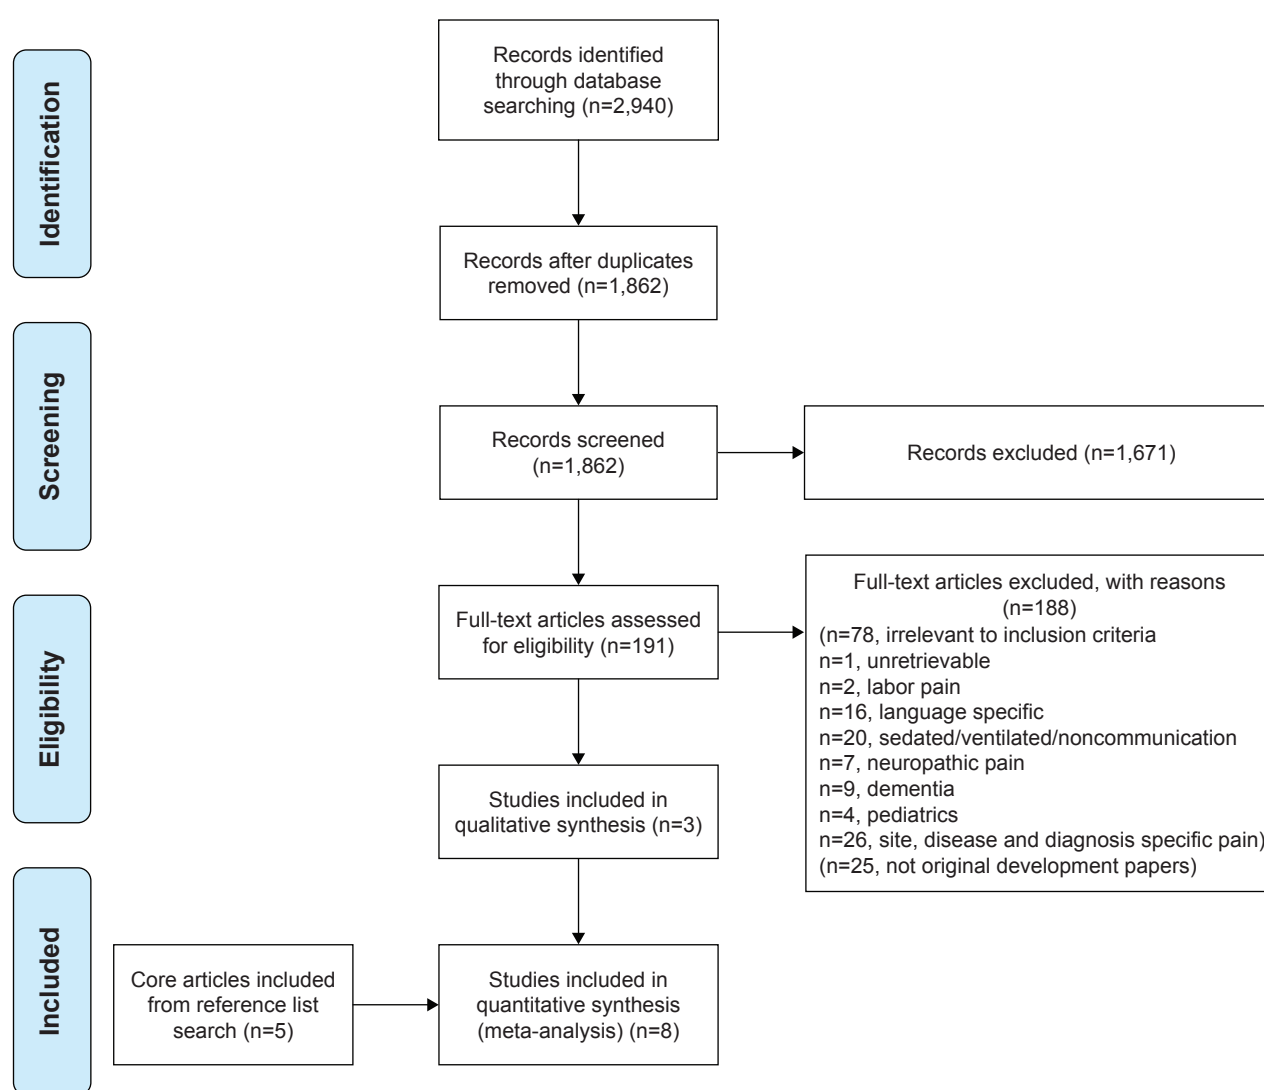 Identification
Records identified
through database
searching (n=2,940)
Records after duplicates
removed (n=1,862)
Screening
Records screened
(n=1,862)
Records excluded (n=1,671)
Eligibility
Full-text articles assessed
for eligibility (n=191)
Full-text articles excluded, with reasons
(n=188)
(n=78, irrelevant to inclusion criteria
n=1, unretrievable
n=2, labor pain
n=16, language specific
n=20, sedated/ventilated/noncommunication
n=7, neuropathic pain
n=9, dementia
n=4, pediatrics
n=26, site, disease and diagnosis specific pain)
(n=25, not original development papers)
Studies included in
qualitative synthesis (n=3)
Included
Core articles included
from reference list
search (n=5)
Studies included in
quantitative synthesis
(meta-analysis) (n=8)